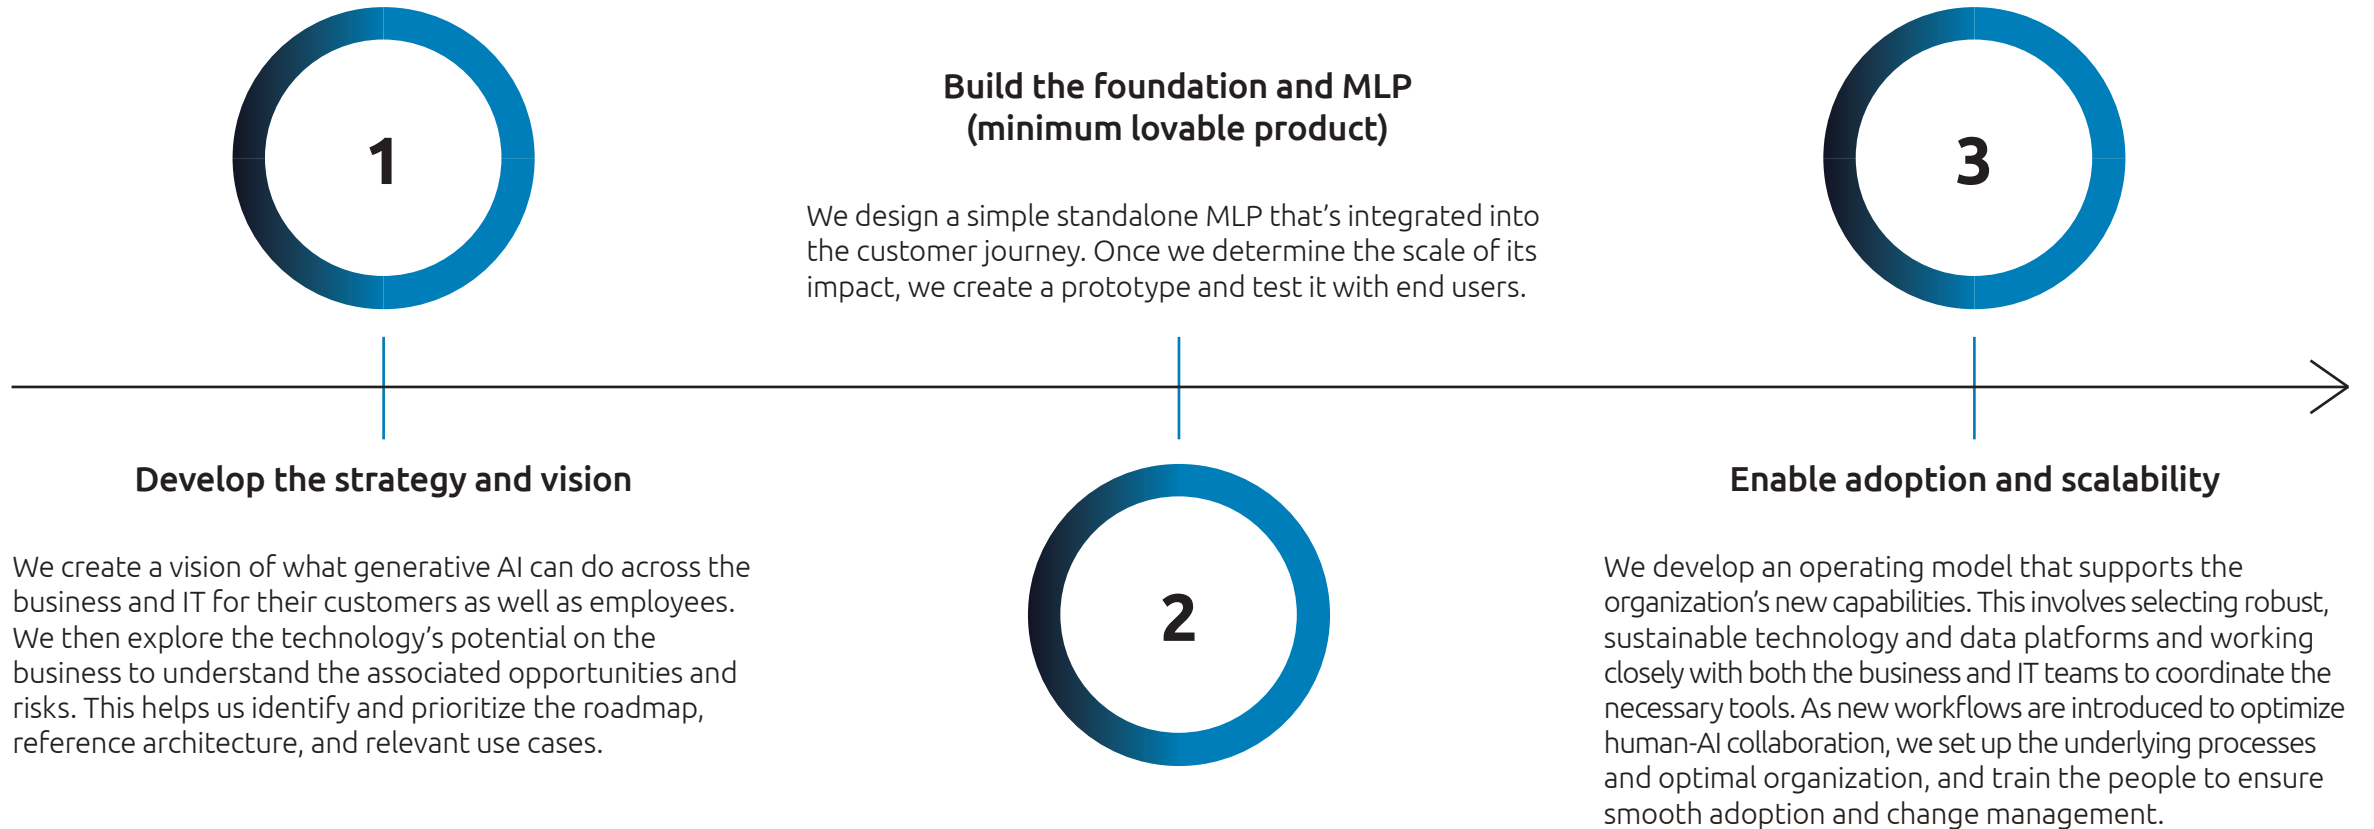 1
Develop the strategy and vision
We create a vision of what generative AI can do across the
business and IT for their customers as well as employees.
We then explore the technology’s potential on the
business to understand the associated opportunities and
risks. This helps us identify and prioritize the roadmap,
reference architecture, and relevant use cases.
Build the foundation and MLP
(minimum lovable product)
We design a simple standalone MLP that’s integrated into
the customer journey. Once we determine the scale of its
impact, we create a prototype and test it with end users.
2
3
Enable adoption and scalability
We develop an operating model that supports the
organization’s new capabilities. This involves selecting robust,
sustainable technology and data platforms and working
closely with both the business and IT teams to coordinate the
necessary tools. As new workflows are introduced to optimize
human-AI collaboration, we set up the underlying processes
and optimal organization, and train the people to ensure
smooth adoption and change management.